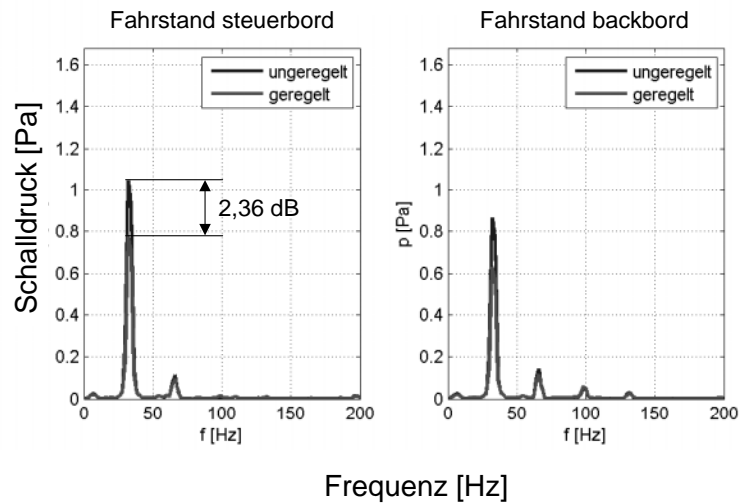 Fahrstand steuerbord
Fahrstand backbord
1.6
1.4
1.2
1
0.8
0.6
0.4
0.2
0
ungeregelt
geregelt
2,36 dB
Schalldruck [Pa]
0 50 100 150 200
f [Hz]
1.6
1.4
1.2
1
0.8
0.6
0.4
0.2
0
ungeregelt
geregelt
p [Pa]
0 50 100 150 200
f [Hz]
Frequenz [Hz]